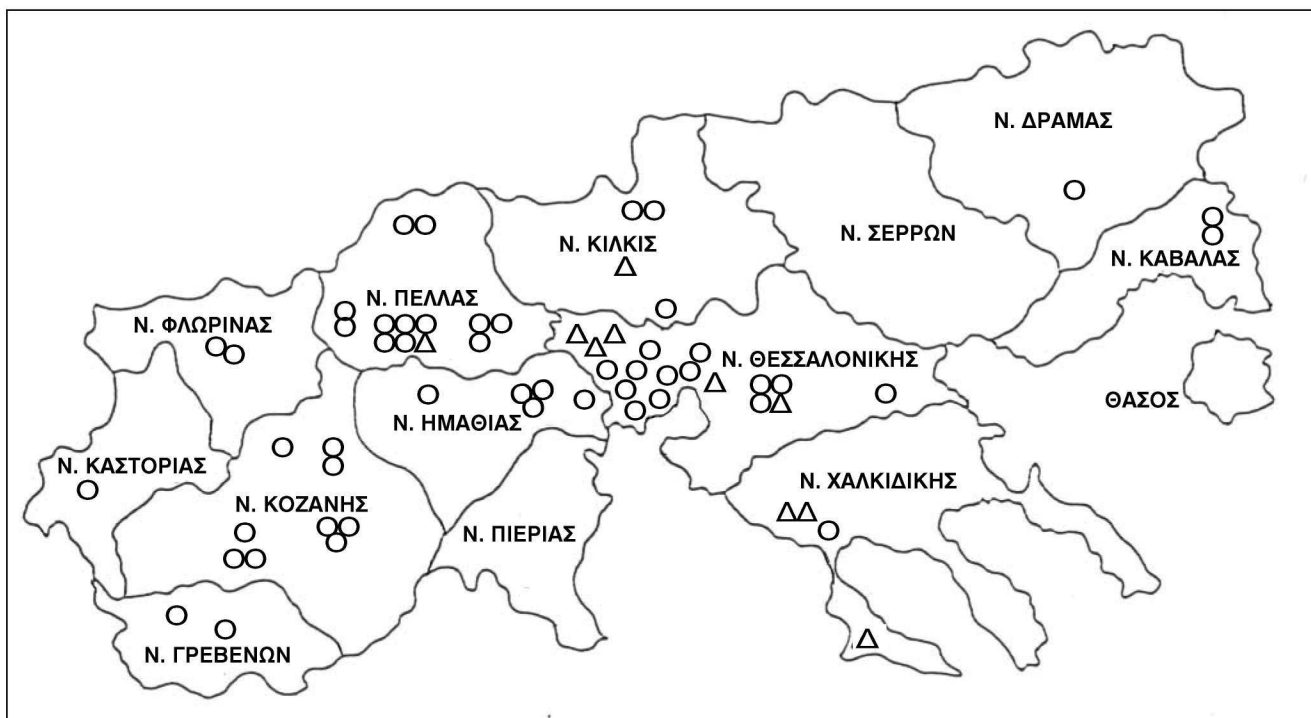 Ν. ΔΡΑΜΑΣ
Ν. ΣΕΡΡΩΝ
Ν. ΚΙΛΚΙΣ
Ν. ΚΑΒΑΛΑΣ
Ν. ΠΕΛΛΑΣ
Ν. ΦΛΩΡΙΝΑΣ
Ν. ΘΕΣΣΑΛΟΝΙΚΗΣ
ΘΑΣΟΣ
Ν. ΗΜΑΘΙΑΣ
Ν. ΚΑΣΤΟΡΙΑΣ
Ν. ΧΑΛΚΙΔΙΚΗΣ
Ν. ΚΟΖΑΝΗΣ
Ν. ΠΙΕΡΙΑΣ
Ν. ΓΡΕΒΕΝΩΝ